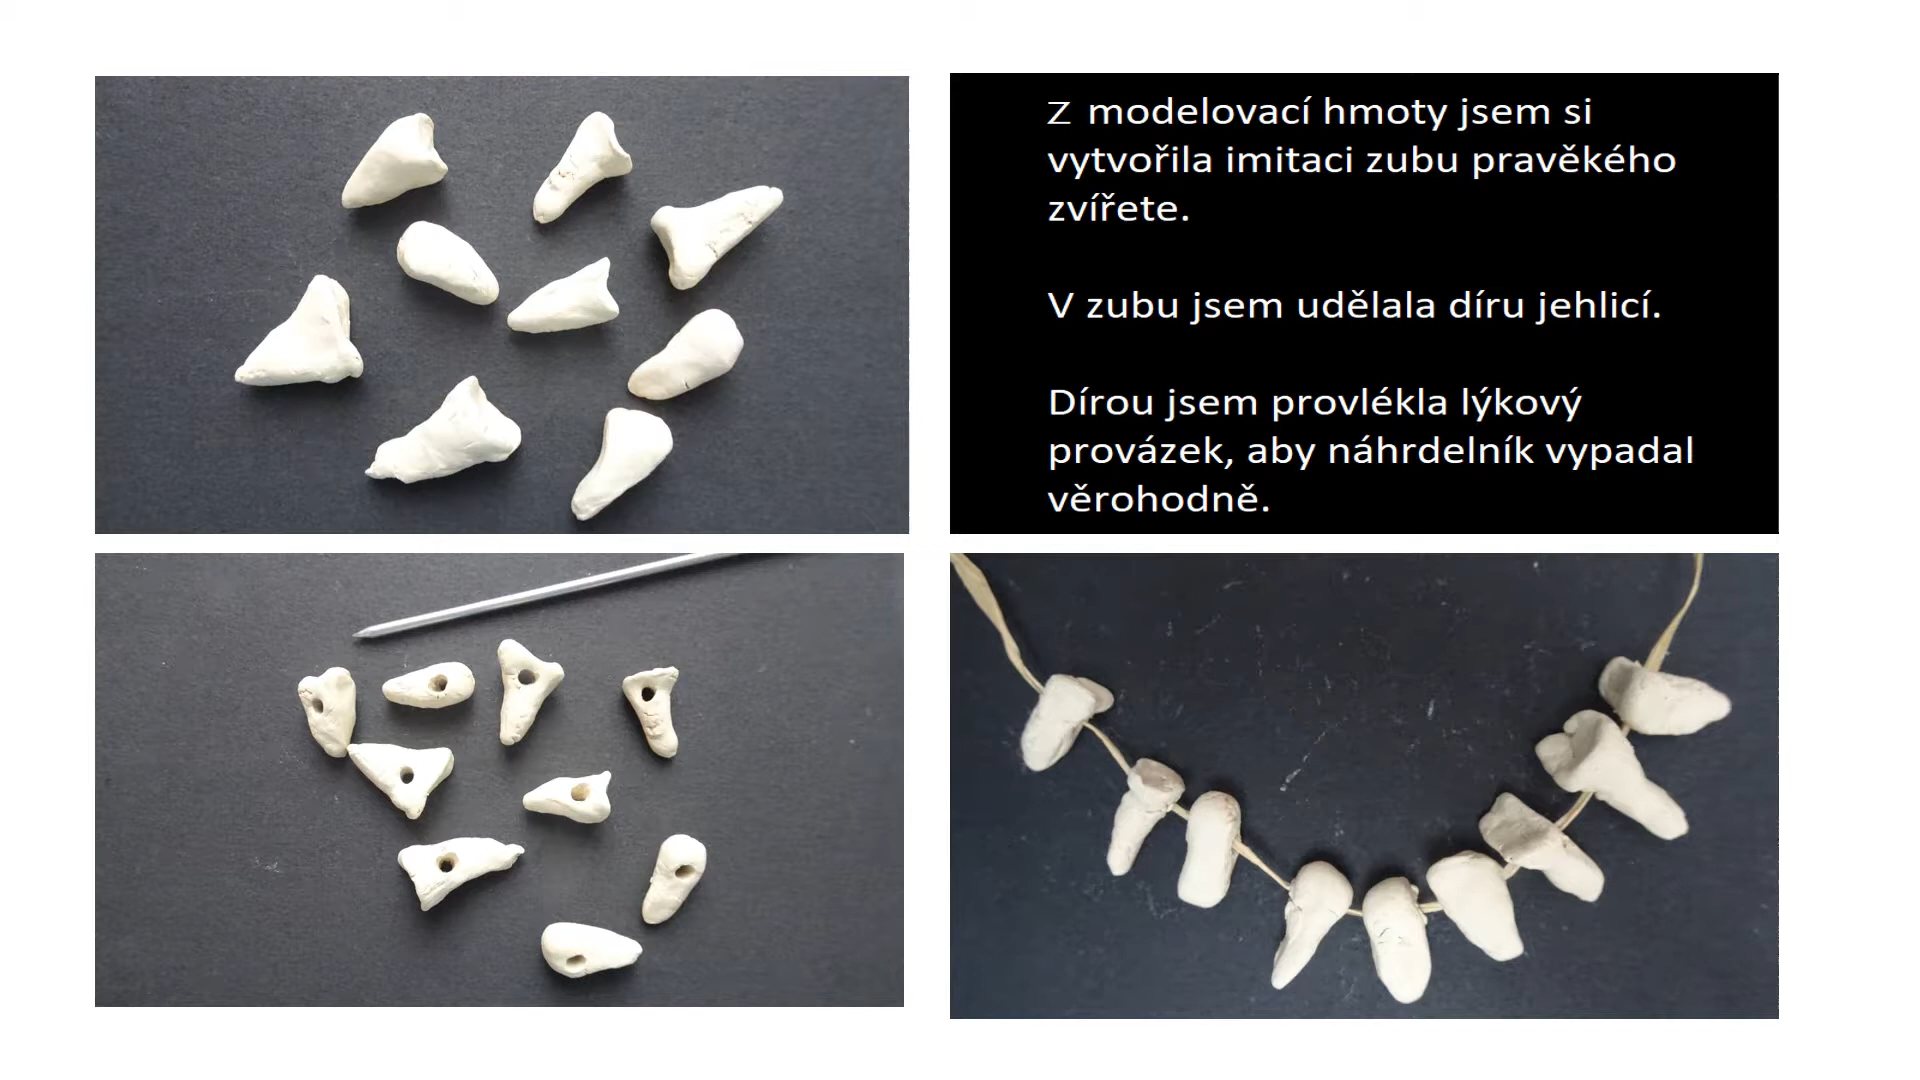 Z modelovací hmoty jsem si
vytvořila imitaci zubu pravěkého
zvířete.
V zubu jsem udělala díru jehlicí.
Dírou jsem provlékla lýkový
provázek, aby náhrdelník vypadal
věrohodně.